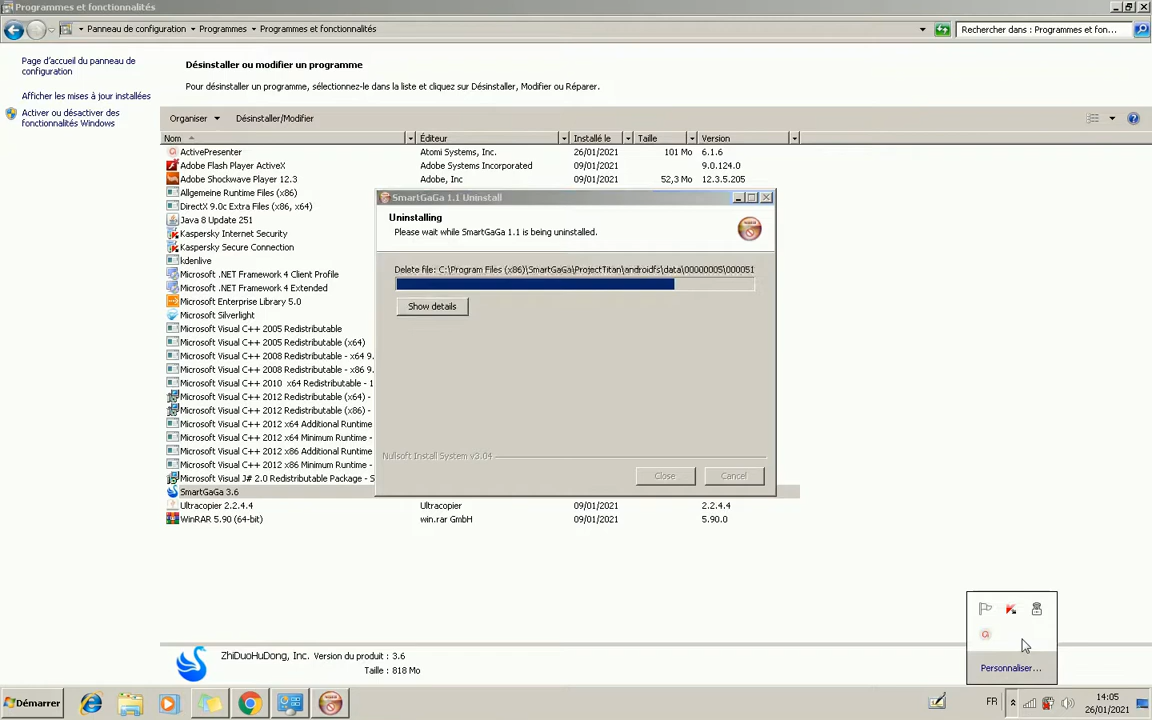 Programmes et fonctionnalités
Panneau de configuration Programmes Programmes et fonctionnalités
Rechercher dans : Programmes et fon...
Page d'accueil du panneau de
configuration
Afficher les mises à jour installées
Activer ou désactiver des
fonctionnalités Windows
Désinstaller ou modifier un programme
Pour désinstaller un programme, sélectionnez-le dans la liste et cliquez sur Désinstaller, Modifier ou Réparer.
Organiser Désinstaller/Modifier
Nom Éditeur Installé le Taille Version
ActivePresenter Atomi Systems, Inc. 26/01/2021 101 Mo 6.1.6
Adobe Flash Player ActiveX Adobe Systems Incorporated 09/01/2021 9.0.124.0
Adobe Shockwave Player 12.3 Adobe, Inc 09/01/2021 52,3 Mo 12.3.5.205
Allgemeine Runtime Files (x86)
DirectX 9.0c Extra Files (x86, x64)
Java 8 Update 251
Kaspersky Internet Security
Kaspersky Secure Connection
kdenlive
Microsoft .NET Framework 4 Client Profile
Microsoft .NET Framework 4 Extended
Microsoft Enterprise Library 5.0
Microsoft Silverlight
Microsoft Visual C++ 2005 Redistributable
Microsoft Visual C++ 2005 Redistributable (x64)
Microsoft Visual C++ 2008 Redistributable - x64 9.
Microsoft Visual C++ 2008 Redistributable - x86 9.
Microsoft Visual C++ 2010 x64 Redistributable - 1
Microsoft Visual C++ 2012 Redistributable (x64) -
Microsoft Visual C++ 2012 Redistributable (x86) -
Microsoft Visual C++ 2012 x64 Additional Runtime
Microsoft Visual C++ 2012 x64 Minimum Runtime -
Microsoft Visual C++ 2012 x86 Additional Runtime
Microsoft Visual C++ 2012 x86 Minimum Runtime -
Microsoft Visual J# 2.0 Redistributable Package - S
SmartGaGa 3.6
Ultracopier 2.2.4.4 Ultracopier 09/01/2021 2.2.4.4
WinRAR 5.90 (64-bit) win.rar GmbH 09/01/2021 5.90.0
SmartGaGa 1.1 Uninstall
Uninstalling
Please wait while SmartGaGa 1.1 is being uninstalled.
Delete file: C:\Program Files (x86)\SmartGaGa\ProjectTitan\androidfs\data\00000005\000051
Show details
Nullsoft Install System v3.04
Close Cancel
Personnaliser...
ZhiDuoHuDong, Inc. Version du produit : 3.6
Taille : 818 Mo
Démarrer
FR
14:05
26/01/2021